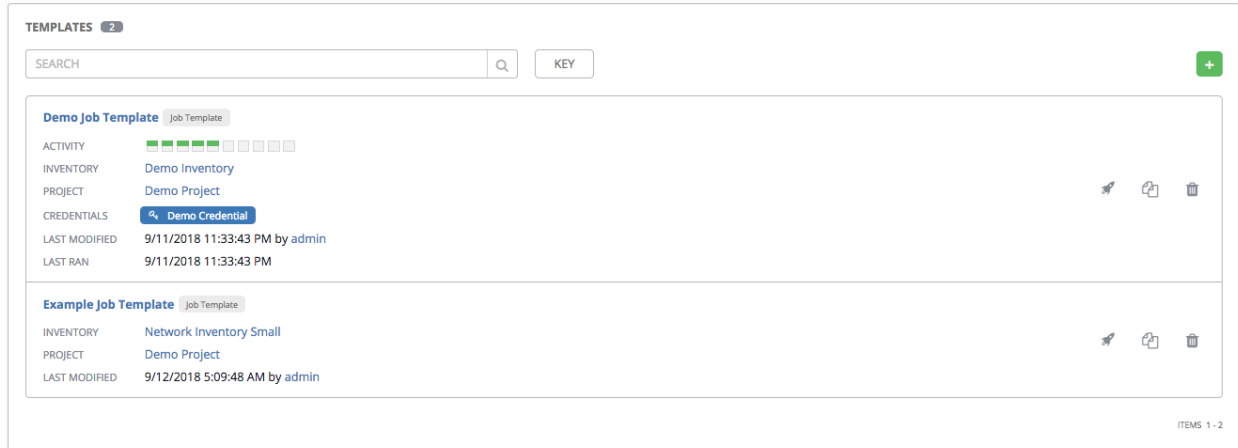 TEMPLATES 2
SEARCH KEY +
Demo Job Template Job Template
ACTIVITY
INVENTORY Demo Inventory
PROJECT Demo Project
CREDENTIALS Demo Credential
LAST MODIFIED 9/11/2018 11:33:43 PM by admin
LAST RAN 9/11/2018 11:33:43 PM
Example Job Template Job Template
INVENTORY Network Inventory Small
PROJECT Demo Project
LAST MODIFIED 9/12/2018 5:09:48 AM by admin
ITEMS 1 - 2